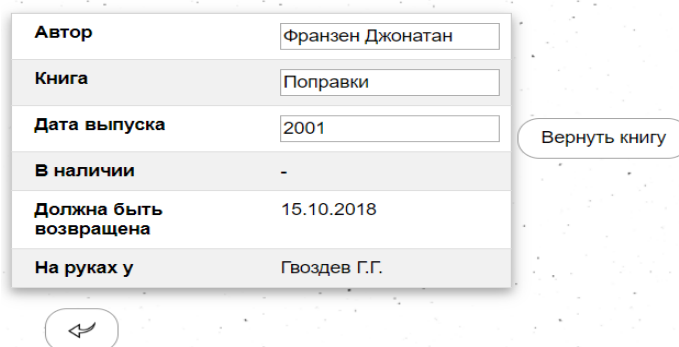 Автор Франзен Джонатан
Книга Поправки
Дата выпуска 2001
Вернуть книгу
В наличии -
Должна быть 15.10.2018
возвращена
На руках у Гвоздев Г.Г.